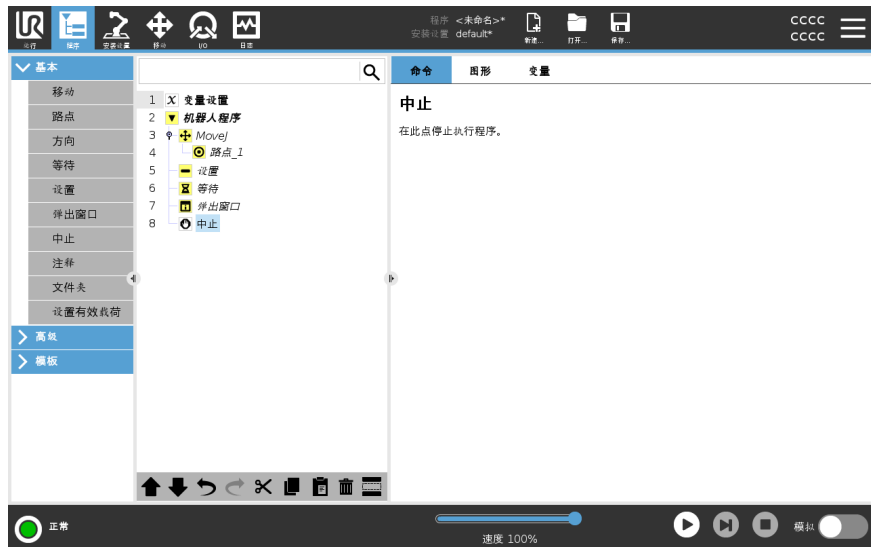 UR
运行
程序
安装设置
移动
I/O
日志
程序 <未命名>*
安装设置 default*
新建...
打开...
保存...
CCCC
CCCC
基本
移动
路点
方向
等待
设置
弹出窗口
中止
注释
文件夹
设置有效载荷
高级
模板
1 X 变量设置
2 机器人程序
3 MoveJ
4 路点_1
5 设置
6 等待
7 弹出窗口
8 中止
命令 图形 变量
中止
在此点停止执行程序。
正常
速度 100%
模拟